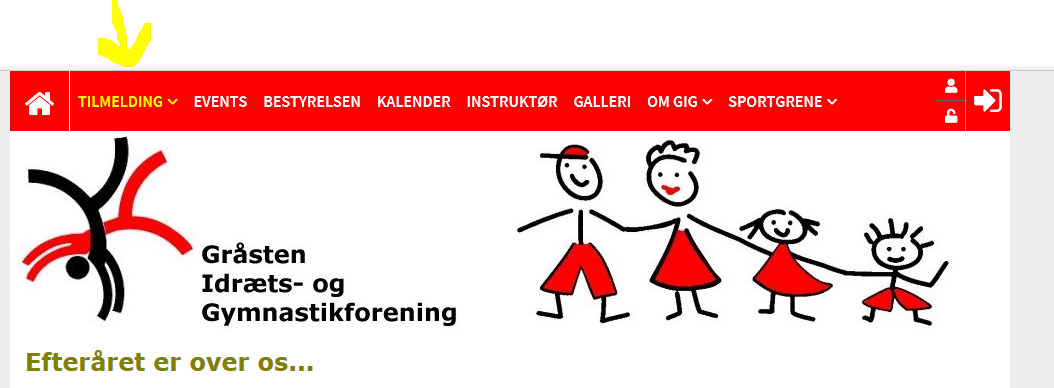 TILMELDING EVENTS BESTYRELSEN KALENDER INSTRUKTØR GALLERI OM GIG SPORTGRENE
Gråsten
Idræts- og
Gymnastikforening
Efteråret er over os...